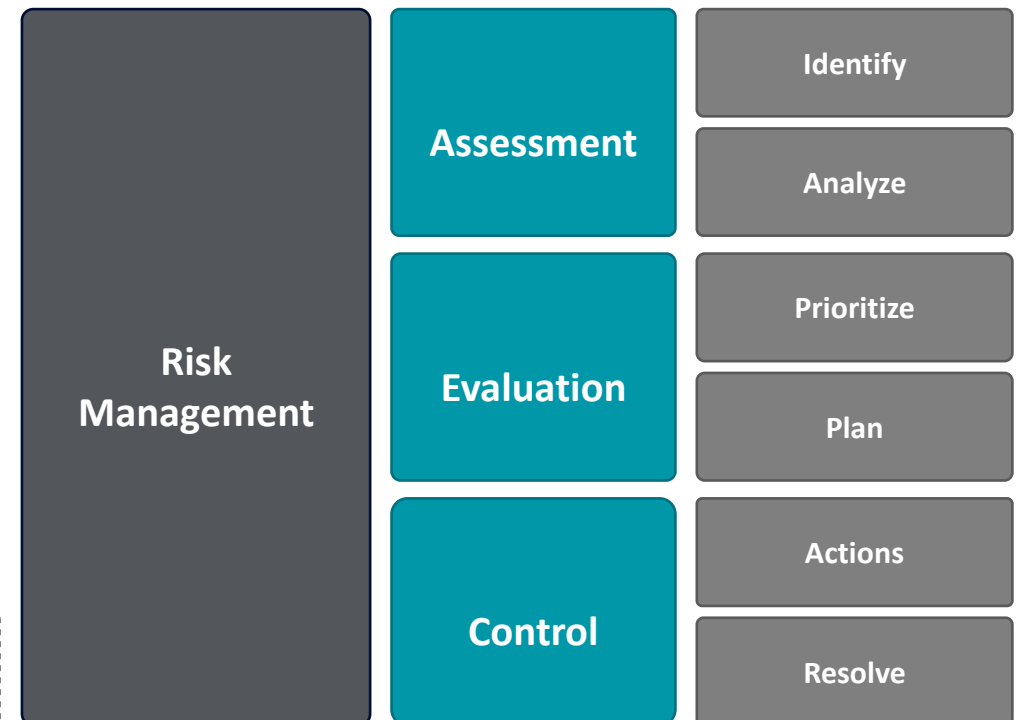 Risk
Management
Assessment
Identify
Analyze
Evaluation
Prioritize
Plan
Control
Actions
Resolve